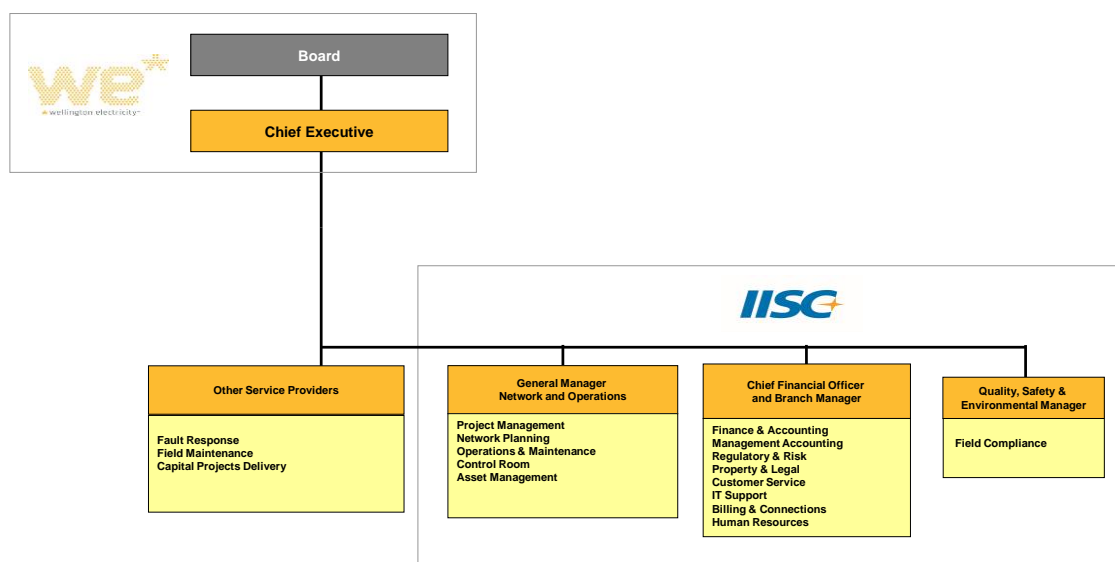 Board
we*
wellington electricity
Chief Executive
IISC
Other Service Providers
Fault Response
Field Maintenance
Capital Projects Delivery
General Manager
Network and Operations
Project Management
Network Planning
Operations & Maintenance
Control Room
Asset Management
Chief Financial Officer
and Branch Manager
Finance & Accounting
Management Accounting
Regulatory & Risk
Property & Legal
Customer Service
IT Support
Billing & Connections
Human Resources
Quality, Safety &
Environmental Manager
Field Compliance